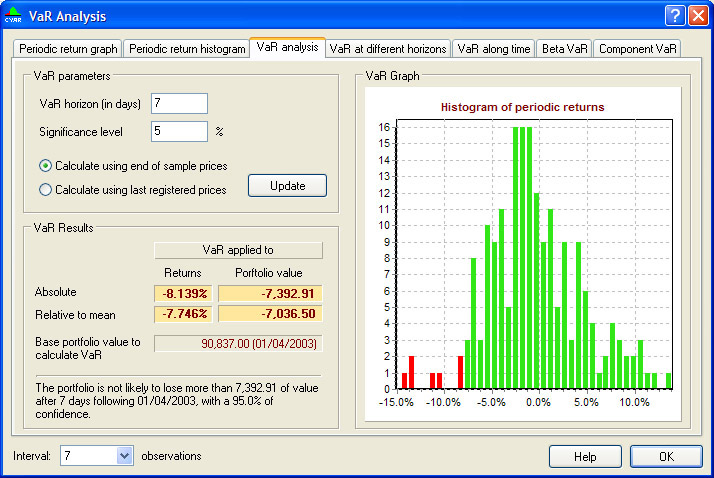 CVAR
VaR Analysis
Periodic return graph
Periodic return histogram
VaR analysis
VaR at different horizons
VaR along time
Beta VaR
Component VaR
VaR parameters
VaR horizon (in days) 7
Significance level 5 %
Calculate using end of sample prices
Calculate using last registered prices
Update
VaR Results
VaR applied to
Returns Porftolio value
Absolute -8.139% -7,392.91
Relative to mean -7.746% -7,036.50
Base portfolio value to
calculate VaR
90,837.00 (01/04/2003)
The portfolio is not likely to lose more than 7,392.91 of value
after 7 days following 01/04/2003, with a 95.0% of
confidence.
VaR Graph
Histogram of periodic returns
16
15
14
13
12
11
10
9
8
7
6
5
4
3
2
1
0
-15.0% -10.0% -5.0% 0.0% 5.0% 10.0%
Interval: 7 observations
Help
OK